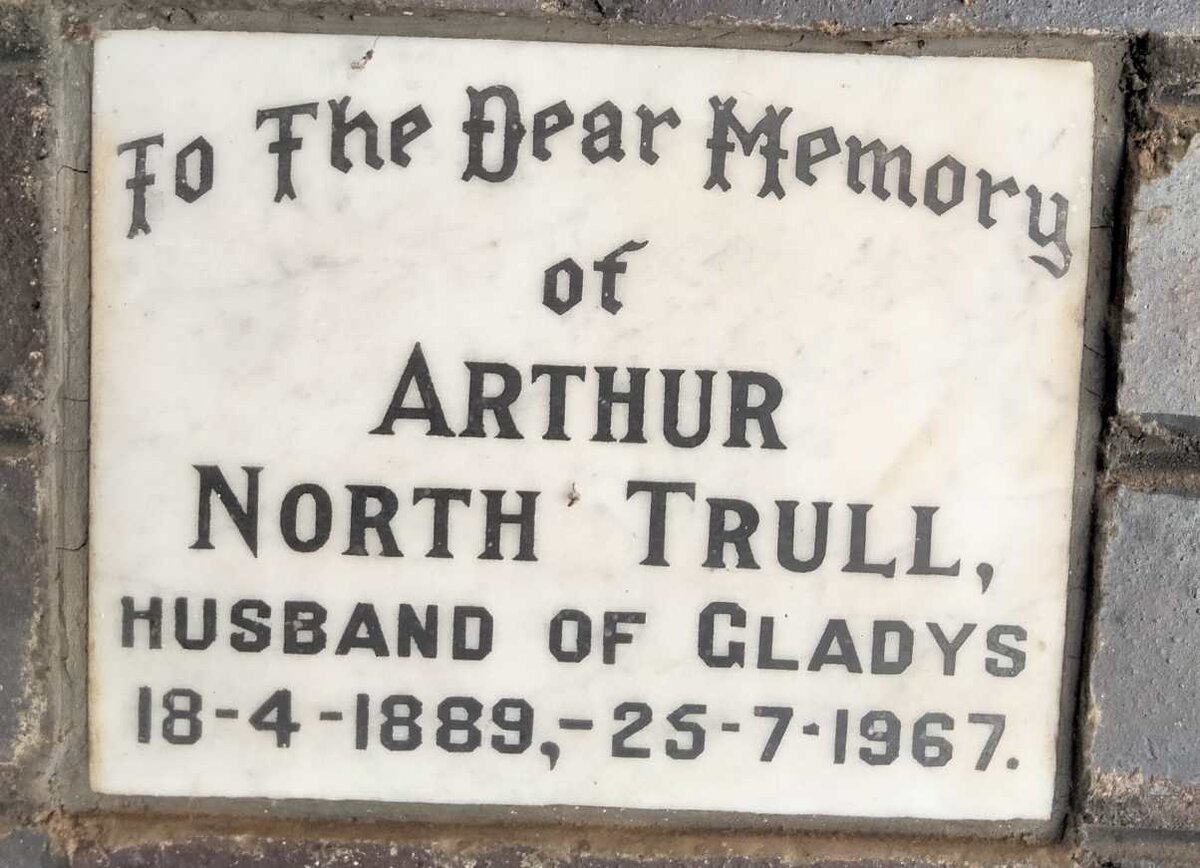 To The Dear Memory
of
ARTHUR
NORTH TRULL,
HUSBAND OF GLADYS
18-4-1889,-25-7-1967.